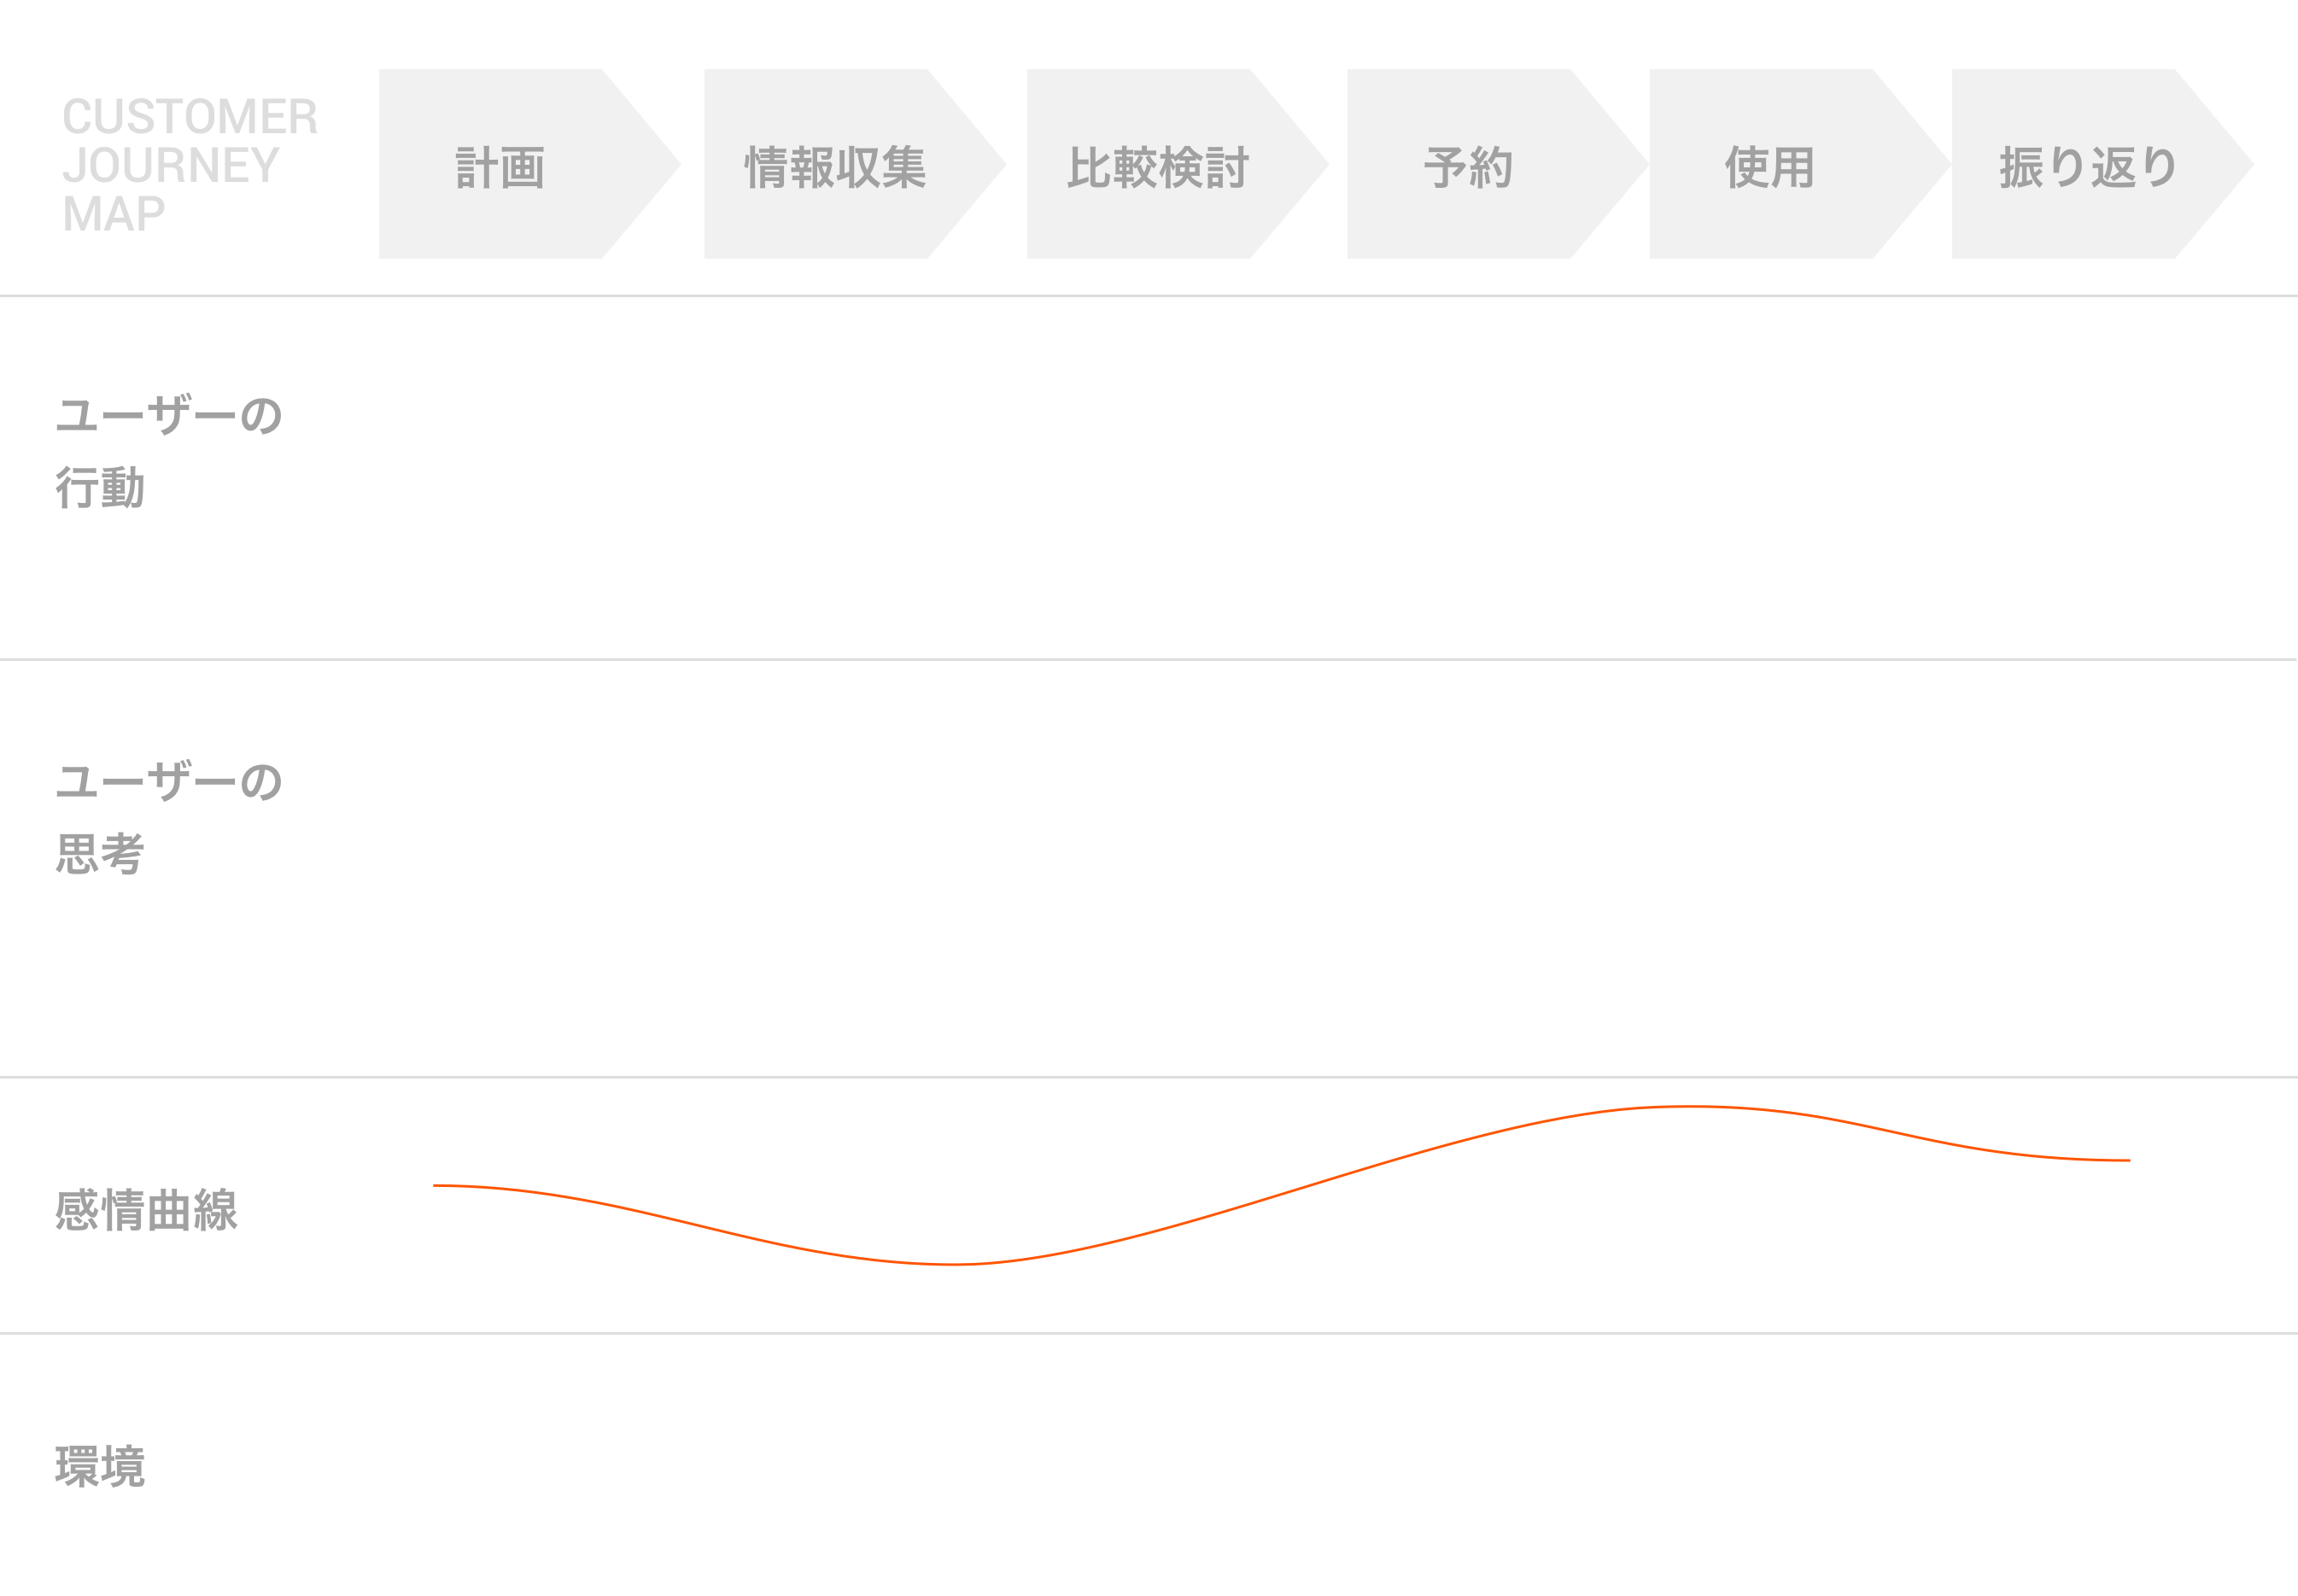 CUSTOMER
JOURNEY
MAP
計画
情報収集
比較検討
予約
使用
振り返り
ユーザーの
行動
ユーザーの
思考
感情曲線
環境